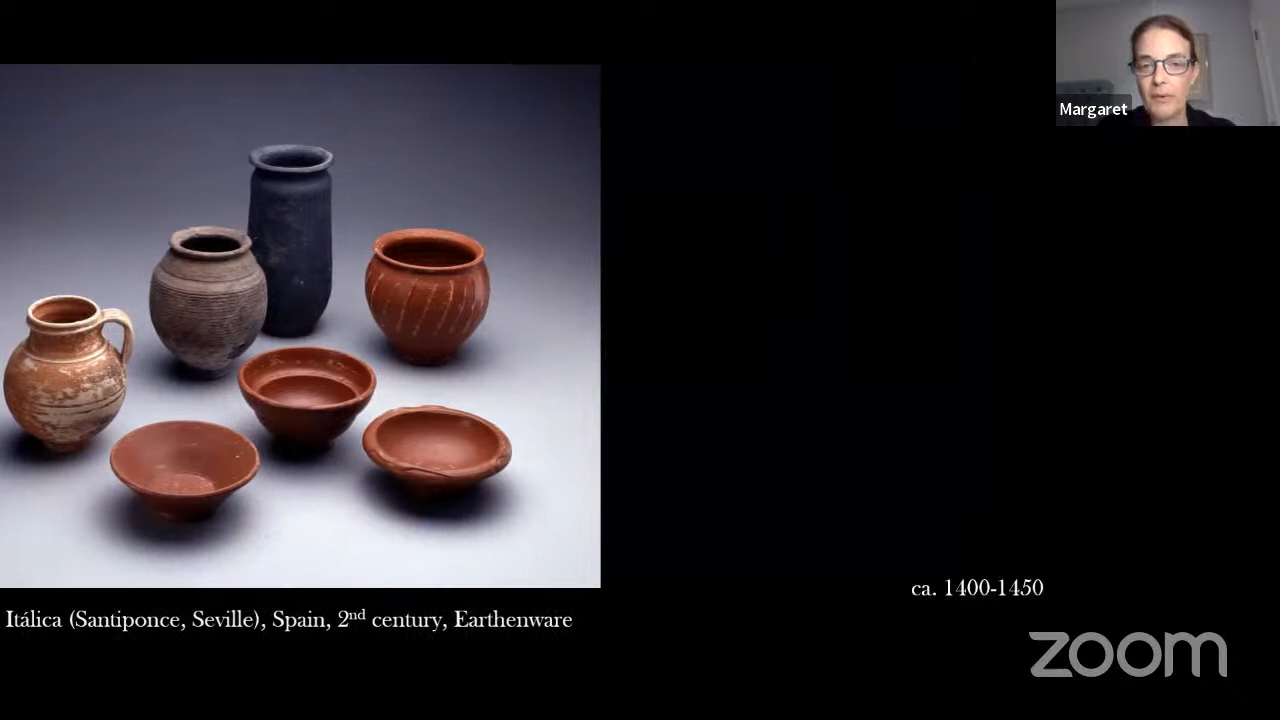 Margaret
ca. 1400-1450
Itálica (Santiponce, Seville), Spain, 2nd century, Earthenware
zoom